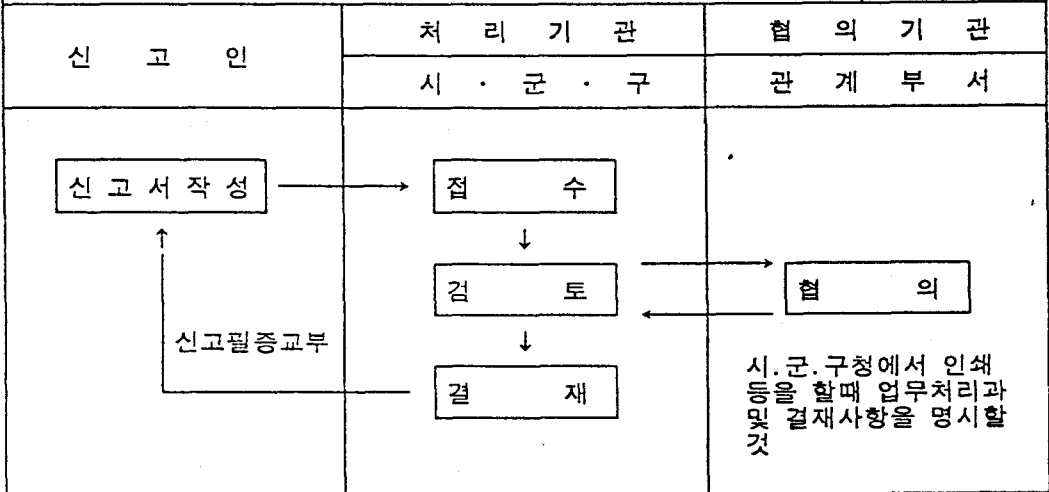 신 고 인
처 리 기 관
협 의 기 관
시 · 군 · 구
관 계 부 서
신 고 서 작 성
접 수
검 토
협 의
신고필증교부
결 재
시.군.구청에서 인쇄
등을 할때 업무처리과
및 결재사항을 명시할
것